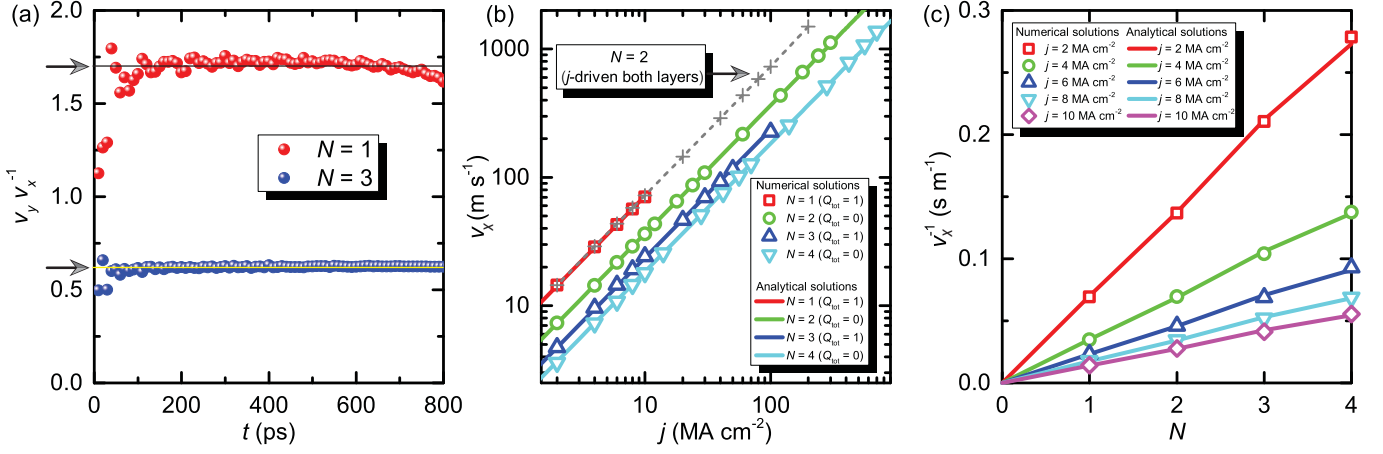 (a)
v_y v_x^-1
2.0
1.5
1.0
0.5
0.0
N = 1
N = 3
0 200 400 600 800
t (ps)
(b)
v_χ (m s^-1)
1000
100
10
N = 2
(j-driven both layers)
Numerical solutions
N = 1 (Q_tot = 1)
N = 2 (Q_tot = 0)
N = 3 (Q_tot = 1)
N = 4 (Q_tot = 0)
Analytical solutions
N = 1 (Q_tot = 1)
N = 2 (Q_tot = 0)
N = 3 (Q_tot = 1)
N = 4 (Q_tot = 0)
10 100
j (MA cm^-2)
(c)
v_χ^-1 (s m^-1)
0.3
0.2
0.1
0.0
Numerical solutions Analytical solutions
j = 2 MA cm^-2 j = 2 MA cm^-2
j = 4 MA cm^-2 j = 4 MA cm^-2
j = 6 MA cm^-2 j = 6 MA cm^-2
j = 8 MA cm^-2 j = 8 MA cm^-2
j = 10 MA cm^-2 j = 10 MA cm^-2
0 1 2 3 4
N